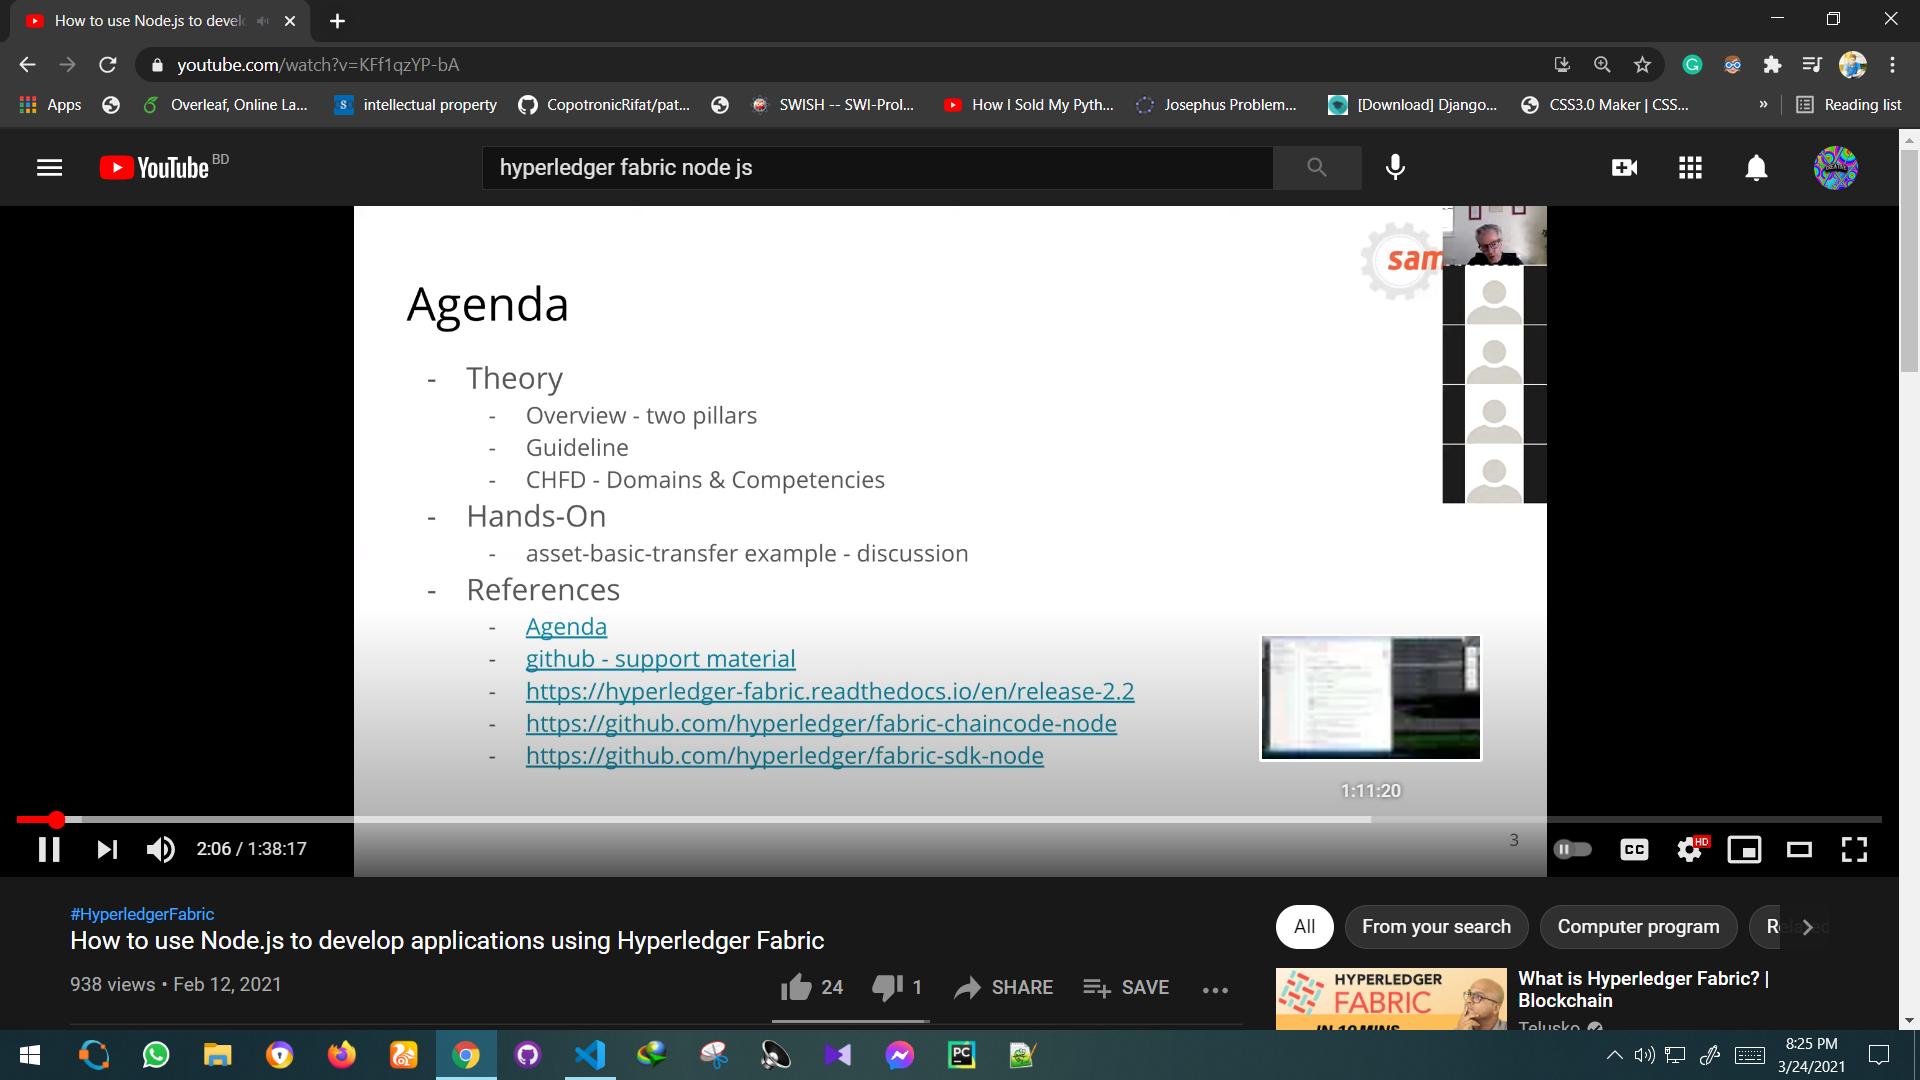 How to use Node.js to devel
youtube.com/watch?v=KFf1qzYP-bA
Apps
Overleaf, Online La...
intellectual property
CopotronicRifat/pat...
SWISH -- SWI-Prol...
How I Sold My Pyth...
Josephus Problem...
[Download] Django...
CSS3.0 Maker | CSS...
»
Reading list
YouTube BD
hyperledger fabric node js
sam
Agenda
- Theory
- Overview - two pillars
- Guideline
- CHFD - Domains & Competencies
- Hands-On
- asset-basic-transfer example - discussion
- References
- Agenda
- github - support material
- https://hyperledger-fabric.readthedocs.io/en/release-2.2
- https://github.com/hyperledger/fabric-chaincode-node
- https://github.com/hyperledger/fabric-sdk-node
1:11:20
3
2:06 / 1:38:17
CC
HD
#HyperledgerFabric
How to use Node.js to develop applications using Hyperledger Fabric
938 views • Feb 12, 2021
24
1
SHARE
SAVE
All
From your search
Computer program
Related
HYPERLEDGER
FABRIC
IN 10 MINS
What is Hyperledger Fabric? |
Blockchain
Telusko
8:25 PM
3/24/2021